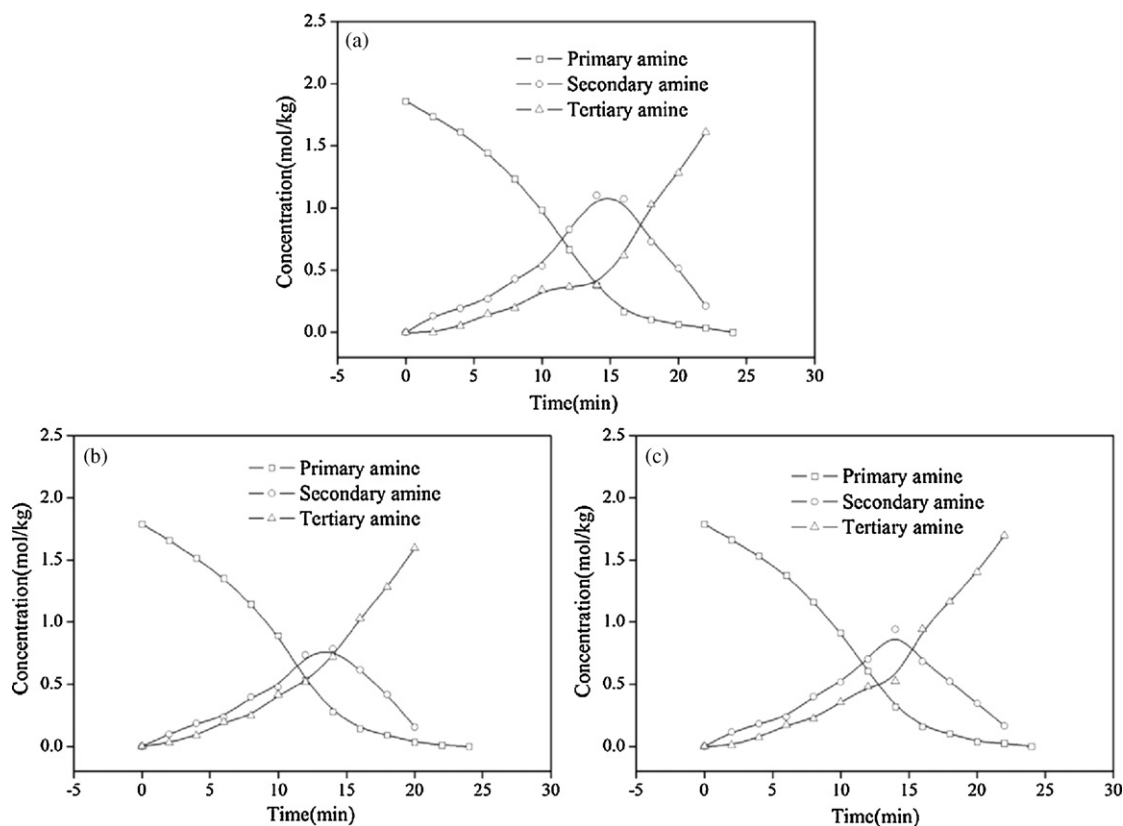 (a)
Primary amine
Secondary amine
Tertiary amine
Concentration(mol/kg)
2.5
2.0
1.5
1.0
0.5
0.0
-5 0 5 10 15 20 25 30
Time(min)
(b)
Primary amine
Secondary amine
Tertiary amine
Concentration(mol/kg)
2.5
2.0
1.5
1.0
0.5
0.0
-5 0 5 10 15 20 25 30
Time(min)
(c)
Primary amine
Secondary amine
Tertiary amine
Concentration(mol/kg)
2.5
2.0
1.5
1.0
0.5
0.0
-5 0 5 10 15 20 25 30
Time(min)